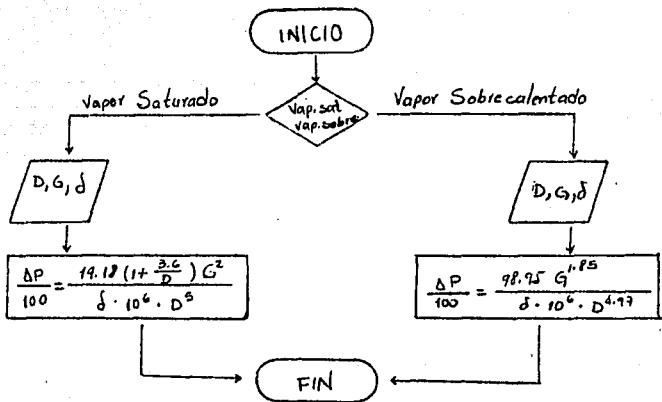 INICIO
Vapor Saturado
Vap. sat
vap. sobre.
Vapor Sobrecalentado
D, G, δ
D, G, δ
ΔP/100 = 19.18 (1 + 3.6/D) G² / δ · 10⁶ · D⁵
ΔP/100 = 98.95 G^1.85 / δ · 10⁶ · D^4.97
FIN